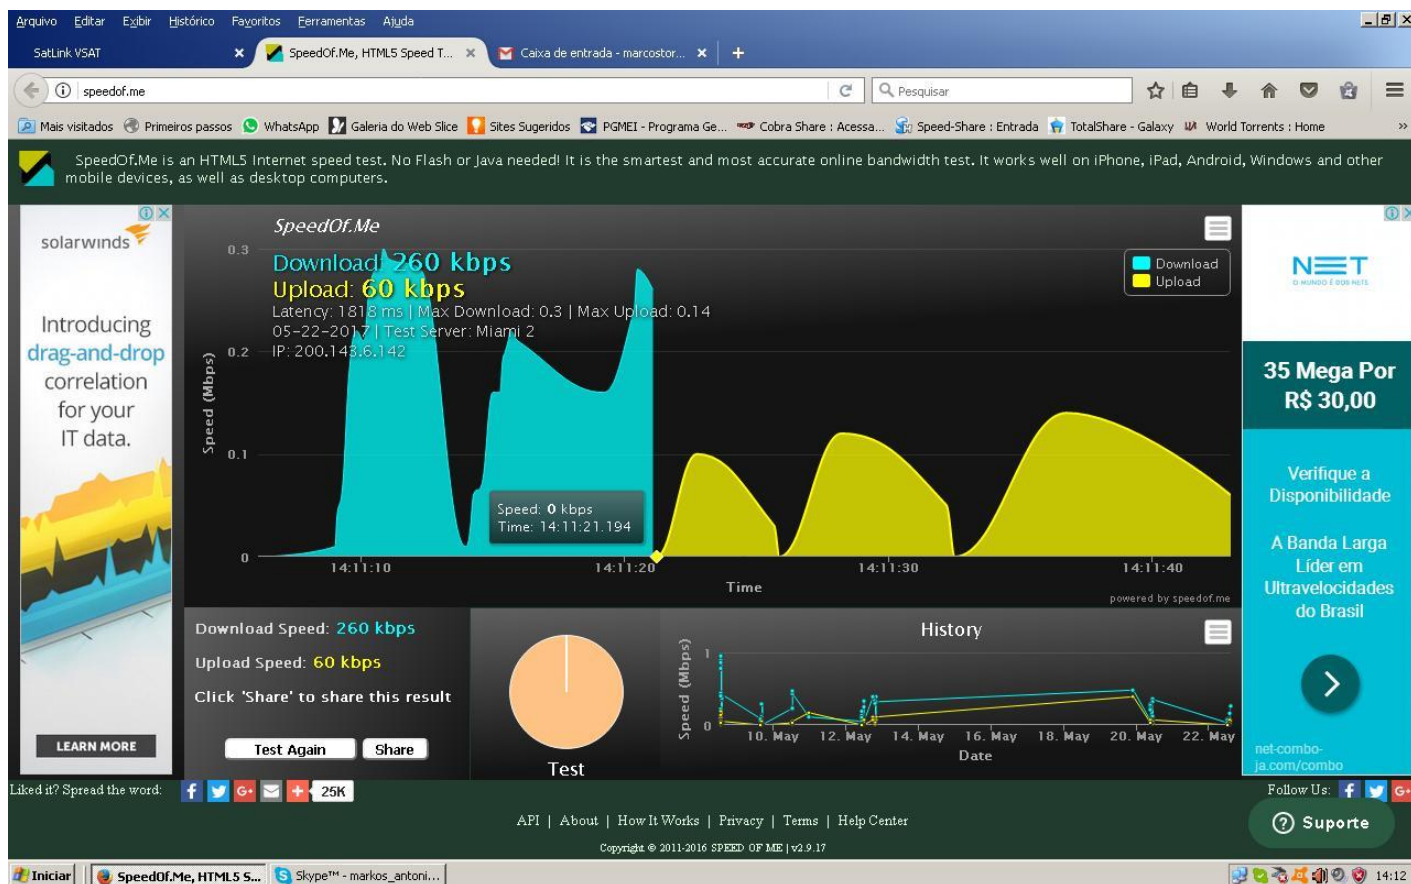 Arquivo Editar Exibir Histórico Favoritos Ferramentas Ajuda
SatLink VSAT
SpeedOf.Me, HTML5 Speed T...
Caixa de entrada - marcostor...
speedof.me
Pesquisar
Mais visitados Primeiros passos WhatsApp Galeria do Web Slice Sites Sugeridos PGMEI - Programa Ge... Cobra Share : Acessa... Speed-Share : Entrada TotalShare - Galaxy World Torrents : Home »
SpeedOf.Me is an HTML5 Internet speed test. No Flash or Java needed! It is the smartest and most accurate online bandwidth test. It works well on iPhone, iPad, Android, Windows and other
mobile devices, as well as desktop computers.
solarwinds
Introducing
drag-and-drop
correlation
for your
IT data.
LEARN MORE
SpeedOf.Me
Download: 260 kbps
Upload: 60 kbps
Latency: 1818 ms | Max Download: 0.3 | Max Upload: 0.14
05-22-2017 | Test Server: Miami 2
IP: 200.143.6.142
Download
Upload
Speed (Mbps)
0.3
0.2
0.1
0
Speed: 0 kbps
Time: 14:11:21.194
14:11:10 14:11:20 14:11:30 14:11:40
Time
powered by speedof.me
Download Speed: 260 kbps
Upload Speed: 60 kbps
Click 'Share' to share this result
Test Again Share
Test
History
Speed (Mbps)
1
0
10. May 12. May 14. May 16. May 18. May 20. May 22. May
Date
NET
O MUNDO É DOS NETS
35 Mega Por
R$ 30,00
Verifique a
Disponibilidade
A Banda Larga
Líder em
Ultravelocidades
do Brasil
net-combo-
ja.com/combo
Liked it? Spread the word: 25K
Follow Us:
API | About | How It Works | Privacy | Terms | Help Center
Suporte
Copyright © 2011-2016 SPEED OF ME | v2.9.17
Iniciar SpeedOf.Me, HTML5 S... Skype™ - markos_antoni... 14:12